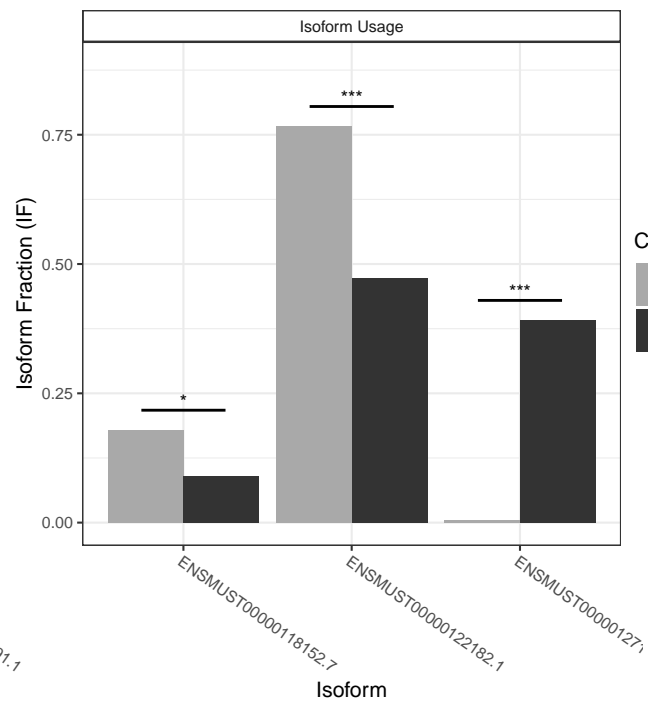 Isoform Usage
***
0.75
0.50
C
***
0.25
*
0.00
Isoform Fraction (IF)
ENSMUST00000118152.7
ENSMUST00000122182.1
Isoform